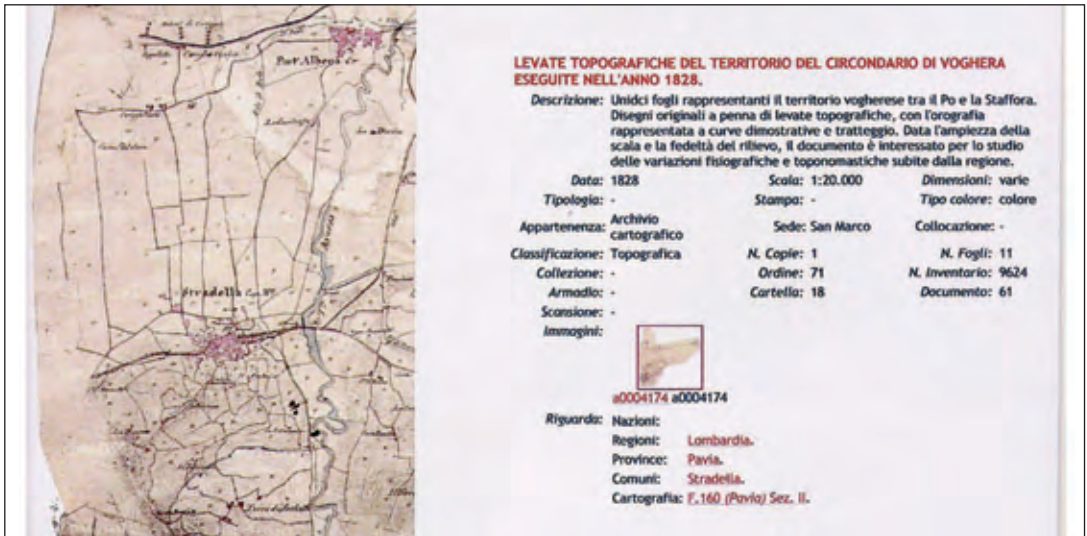 Port Albera
Stradella
LEVATE TOPOGRAFICHE DEL TERRITORIO DEL CIRCONDARIO DI VOGHERA
ESEGUITE NELL'ANNO 1828.
Descrizione: Unidci fogli rappresentanti il territorio vogherese tra il Po e la Staffora.
Disegni originali a penna di levate topografiche, con l'orografia
rappresentata a curve dimostrative e tratteggio. Data l'ampiezza della
scala e la fedeltà del rilievo, il documento è interessato per lo studio
delle variazioni fisiografiche e toponomastiche subite dalla regione.
Data: 1828 Scala: 1:20.000 Dimensioni: varie
Tipologia: - Stampa: - Tipo colore: colore
Appartenenza: Archivio cartografico Sede: San Marco Collocazione: -
Classificazione: Topografica N. Copie: 1 N. Fogli: 11
Collezione: - Ordine: 71 N. Inventario: 9624
Armadio: - Cartella: 18 Documento: 61
Scansione: -
Immagini:
a0004174 a0004174
Riguarda: Nazioni:
Regioni: Lombardia.
Province: Pavia.
Comuni: Stradella.
Cartografia: F.160 (Pavia) Sez. II.